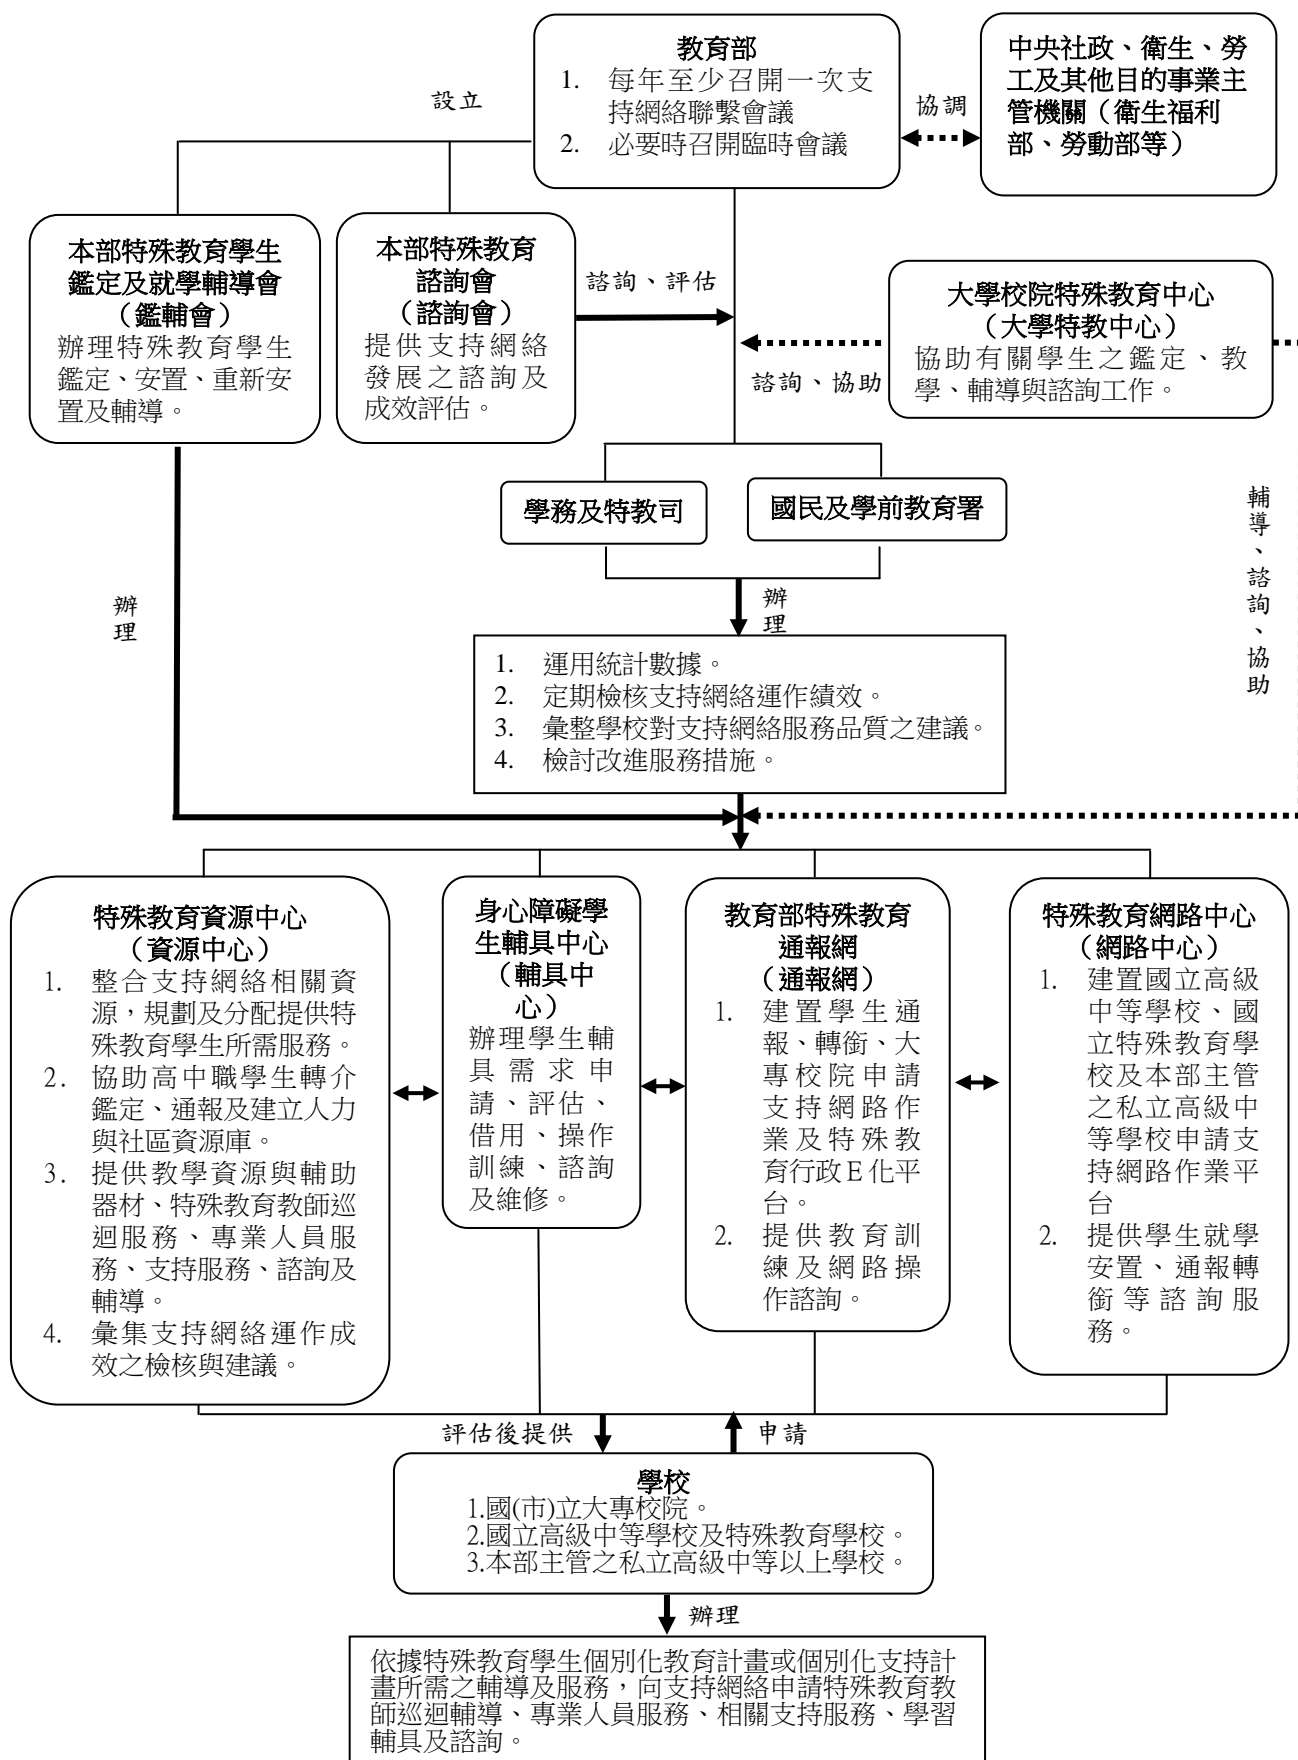 教育部
1. 每年至少召開一次支
持網絡聯繫會議
2. 必要時召開臨時會議
設立
協調
中央社政、衛生、勞
工及其他目的事業主
管機關（衛生福利
部、勞動部等）
本部特殊教育學生
鑑定及就學輔導會
（鑑輔會）
辦理特殊教育學生
鑑定、安置、重新安
置及輔導。
本部特殊教育
諮詢會
（諮詢會）
提供支持網絡
發展之諮詢及
成效評估。
諮詢、評估
大學校院特殊教育中心
（大學特教中心）
協助有關學生之鑑定、教
學、輔導與諮詢工作。
諮詢、協助
學務及特教司
國民及學前教育署
輔導、諮詢、協助
辦理
辦理
1. 運用統計數據。
2. 定期檢核支持網絡運作績效。
3. 彙整學校對支持網絡服務品質之建議。
4. 檢討改進服務措施。
特殊教育資源中心
（資源中心）
1. 整合支持網絡相關資
源，規劃及分配提供特
殊教育學生所需服務。
2. 協助高中職學生轉介
鑑定、通報及建立人力
與社區資源庫。
3. 提供教學資源與輔助
器材、特殊教育教師巡
迴服務、專業人員服
務、支持服務、諮詢及
輔導。
4. 彙集支持網絡運作成
效之檢核與建議。
身心障礙學
生輔具中心
（輔具中
心）
辦理學生輔
具需求申
請、評估、
借用、操作
訓練、諮詢
及維修。
教育部特殊教育
通報網
（通報網）
1. 建置學生通
報、轉銜、大
專校院申請
支持網路作
業及特殊教
育行政E化平
台。
2. 提供教育訓
練及網路操
作諮詢。
特殊教育網路中心
（網路中心）
1. 建置國立高級
中等學校、國
立特殊教育學
校及本部主管
之私立高級中
等學校申請支
持網路作業平
台
2. 提供學生就學
安置、通報轉
銜等諮詢服
務。
評估後提供
申請
學校
1.國(市)立大專校院。
2.國立高級中等學校及特殊教育學校。
3.本部主管之私立高級中等以上學校。
辦理
依據特殊教育學生個別化教育計畫或個別化支持計
畫所需之輔導及服務，向支持網絡申請特殊教育教
師巡迴輔導、專業人員服務、相關支持服務、學習
輔具及諮詢。